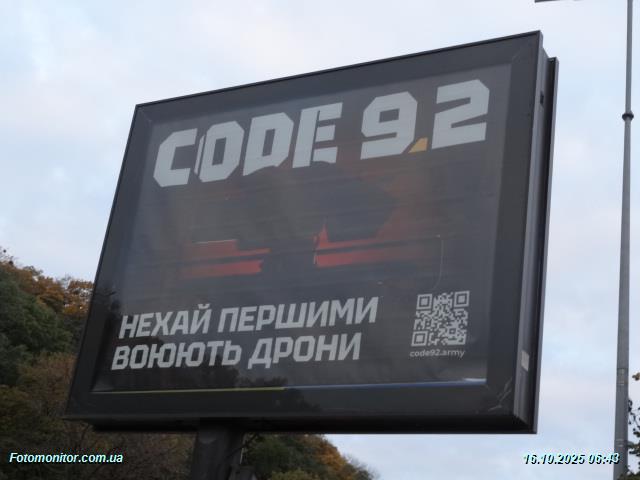 CODE 9.2
НЕХАЙ ПЕРШИМИ
ВОЮЮТЬ ДРОНИ
code92.army
Fotomonitor.com.ua
16.10.2025 06:43